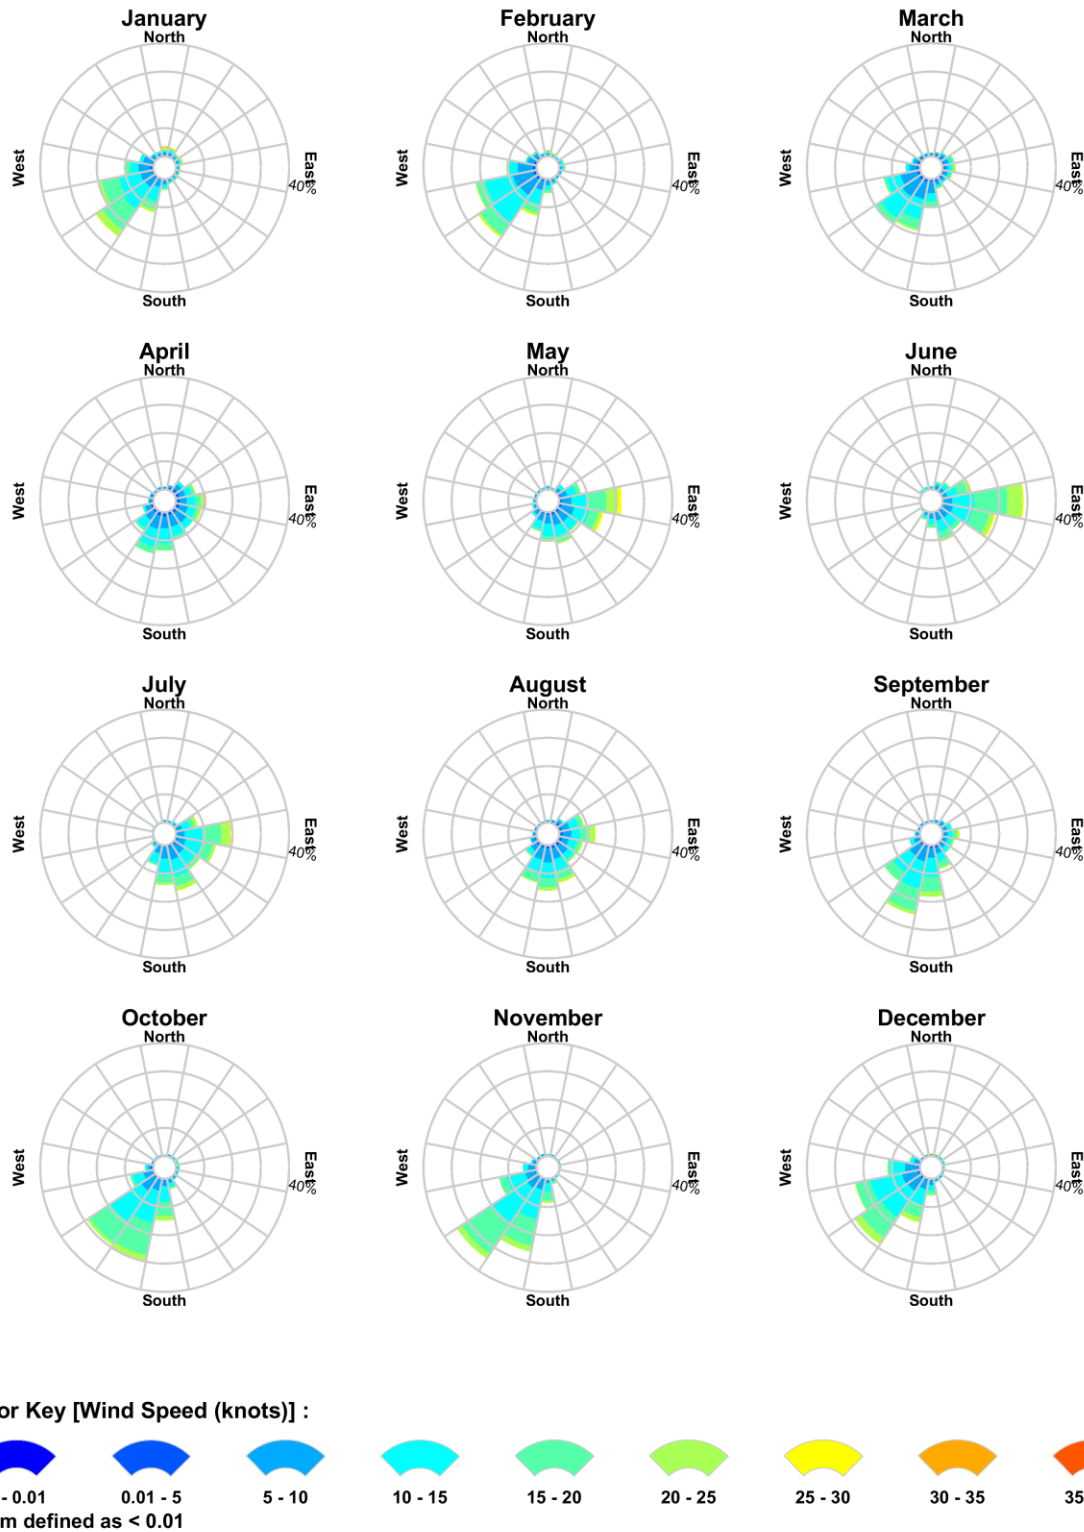 January
February
March
North
North
North
West
East
40%
West
East
40%
West
East
40%
South
South
South
April
May
June
North
North
North
West
East
40%
West
East
40%
West
East
40%
South
South
South
July
August
September
North
North
North
West
East
40%
West
East
40%
West
East
40%
South
South
South
October
November
December
North
North
North
West
East
40%
West
East
40%
West
East
40%
South
South
South
or Key [Wind Speed (knots)] :
- 0.01
0.01 - 5
5 - 10
10 - 15
15 - 20
20 - 25
25 - 30
30 - 35
35
m defined as < 0.01